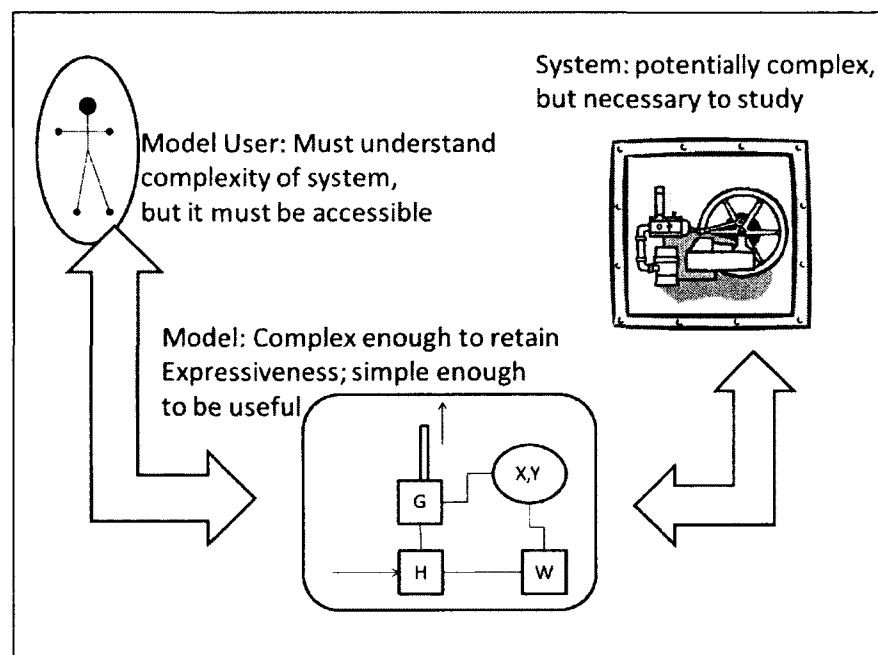 System: potentially complex,
but necessary to study
Model User: Must understand
complexity of system,
but it must be accessible
Model: Complex enough to retain
Expressiveness; simple enough
to be useful
X,Y
G
H
W